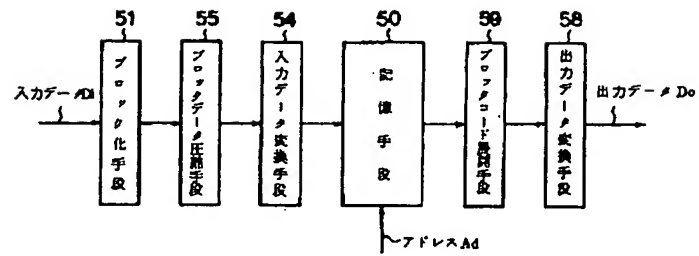 51
55
54
50
59
58
入力データDi
ブロック化手段
ブロックデータ圧縮手段
入力データ変換手段
記憶手段
ブロックコード展開手段
出力データ変換手段
出力データDo
アドレスAd